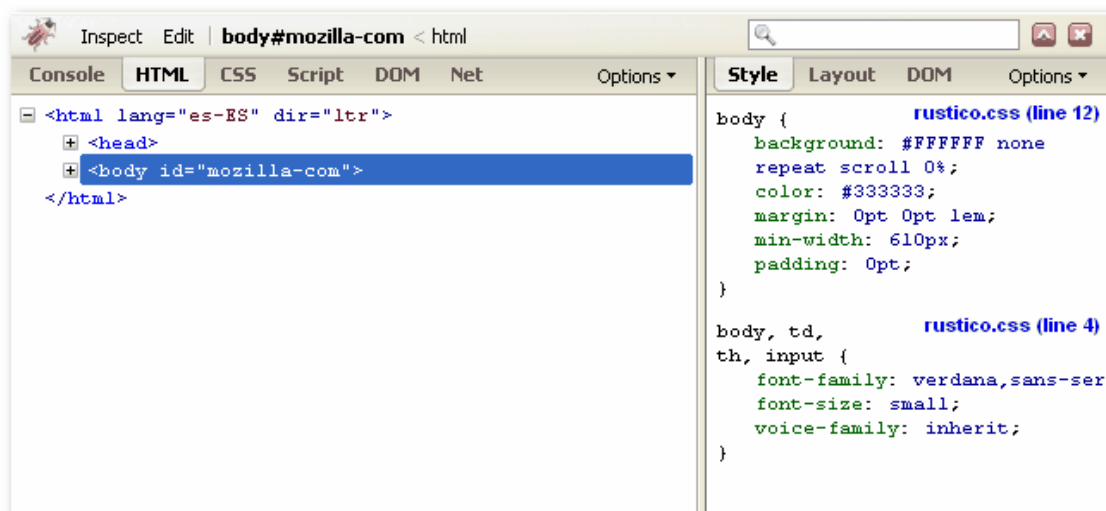 Inspect Edit | body#mozilla-com < html
Console HTML CSS Script DOM Net Options
<html lang="es-ES" dir="ltr">
<head>
<body id="mozilla-com">
</html>
Style Layout DOM Options
body { rustico.css (line 12)
background: #FFFFFF none
repeat scroll 0%;
color: #333333;
margin: 0pt 0pt 1em;
min-width: 610px;
padding: 0pt;
}
body, td, rustico.css (line 4)
th, input {
font-family: verdana,sans-ser
font-size: small;
voice-family: inherit;
}